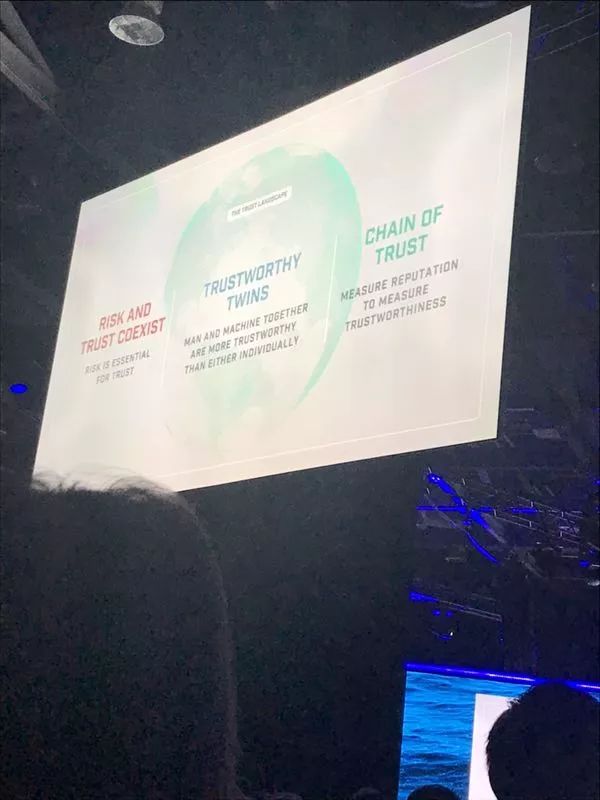 THE TRUST LANDSCAPE
RISK AND
TRUST COEXIST
RISK IS ESSENTIAL
FOR TRUST
TRUSTWORTHY
TWINS
MAN AND MACHINE TOGETHER
ARE MORE TRUSTWORTHY
THAN EITHER INDIVIDUALLY
CHAIN OF
TRUST
MEASURE REPUTATION
TO MEASURE
TRUSTWORTHINESS